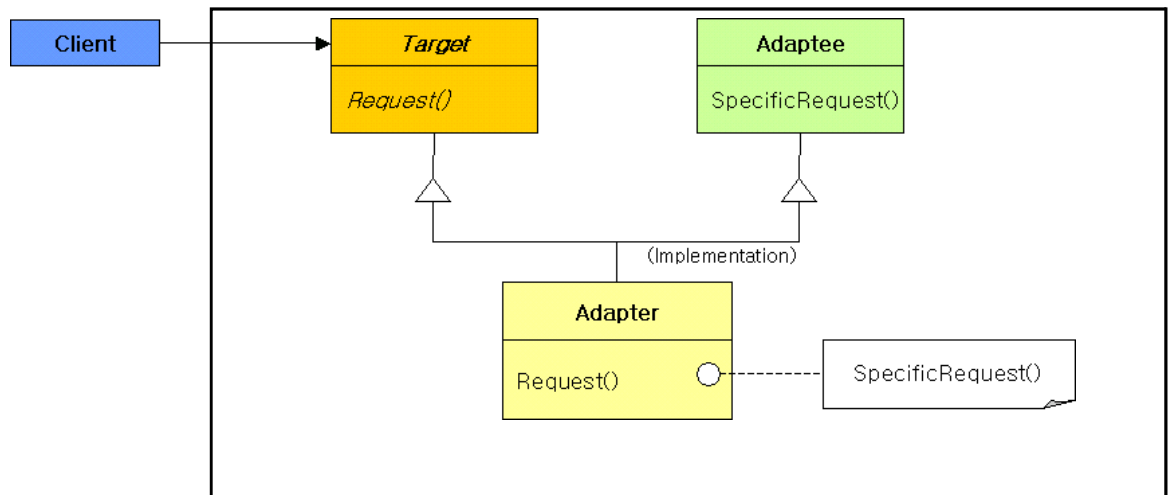 Client
Target
Request()
Adaptee
SpecificRequest()
(Implementation)
Adapter
Request()
SpecificRequest()